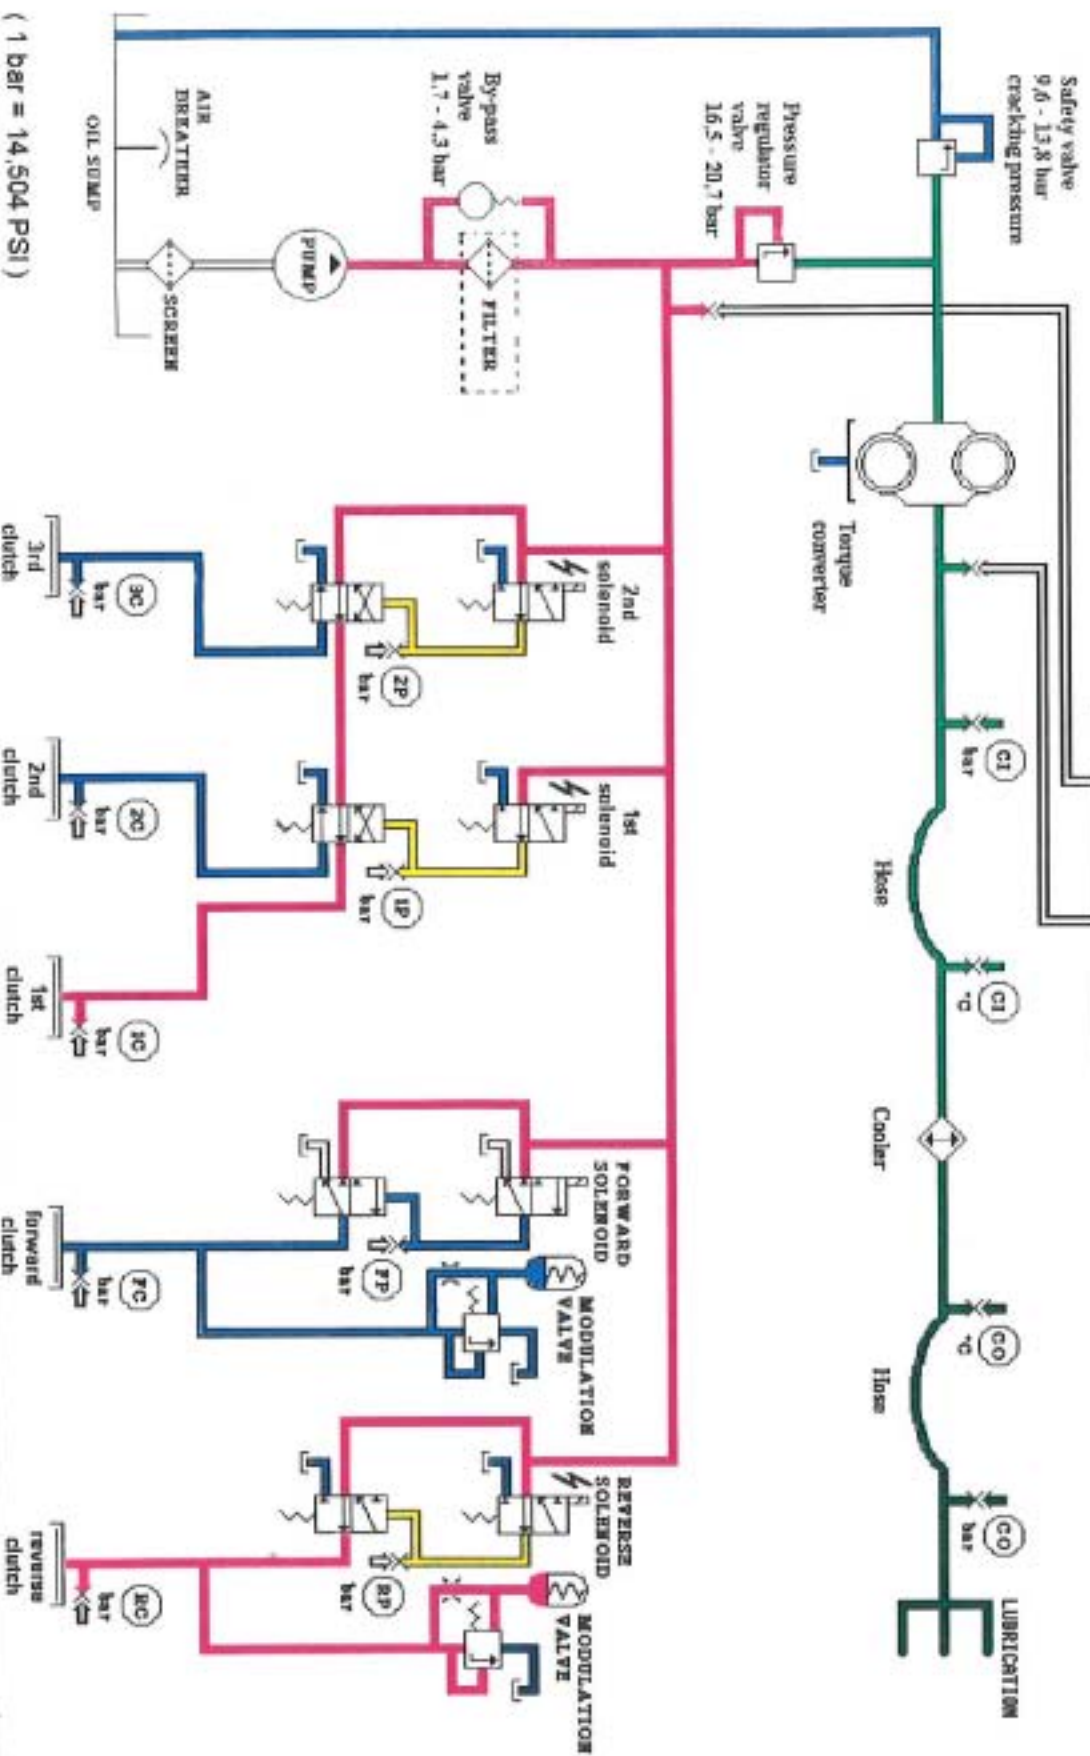 Safety valve
9,6 - 13,8 bar
cracking pressure
Pressure
regulator
valve
16,5 - 20,7 bar
By-pass
valve
1,7 - 4,3 bar
AIR
BREATHER
OIL SUMP
( 1 bar = 14,504 PSI )
SCREEN
PUMP
FILTER
Torque
converter
CI
bar
Hose
CI
°C
Cooler
CO
°C
Hose
CO
bar
LUBRICATION
2nd
solenoid
2P
bar
3C
bar
3rd
clutch
1st
solenoid
1P
bar
2C
bar
2nd
clutch
1C
bar
1st
clutch
FORWARD
SOLENOID
FP
bar
MODULATION
VALVE
FC
bar
forward
clutch
REVERSE
SOLENOID
RP
bar
MODULATION
VALVE
RC
bar
reverse
clutch